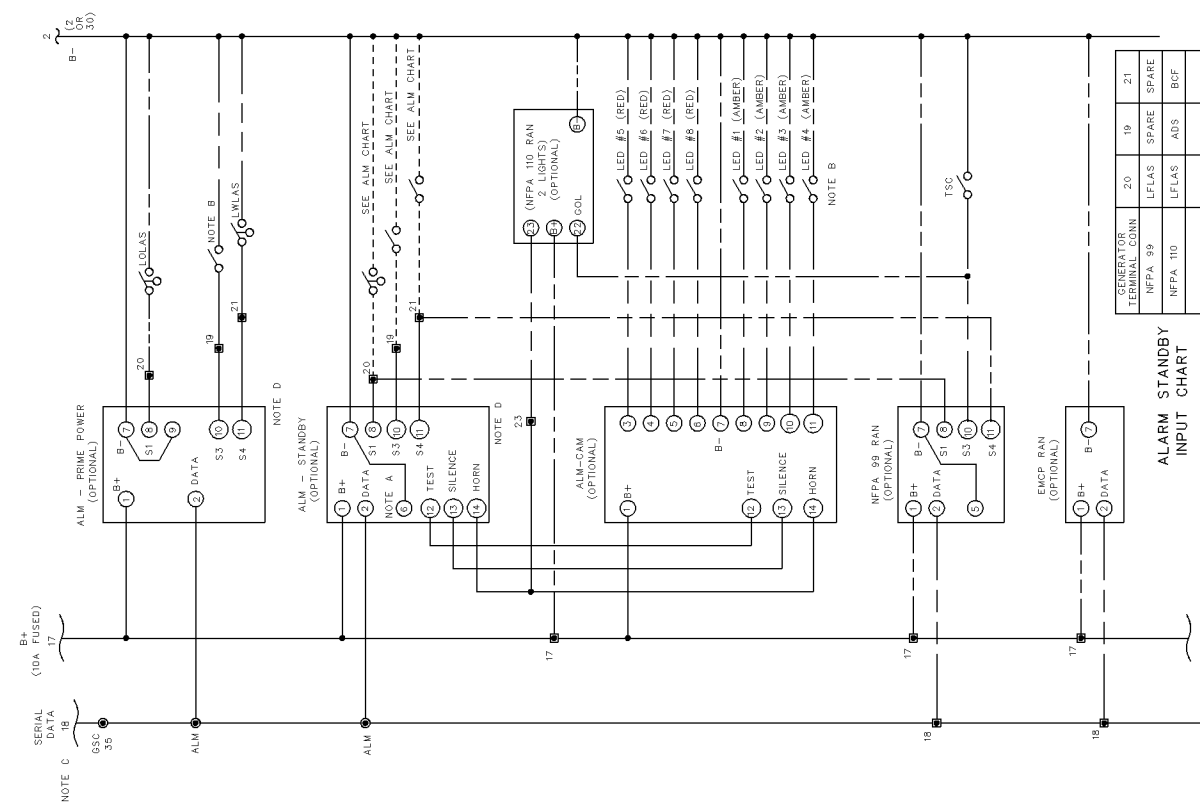 2
(2
OR
30)
B-
LOLAS
20
NOTE B
19
LWLAS
21
ALM - PRIME POWER
(OPTIONAL)
B-
7
8
9
S1
10
S3
11
S4
B+
1
2
DATA
NOTE D
SEE ALM CHART
SEE ALM CHART
SEE ALM CHART
20
19
21
ALM - STANDBY
(OPTIONAL)
B-
7
8
S1
10
S3
11
S4
B+
1
2
DATA
NOTE A
6
12
TEST
13
SILENCE
14
HORN
NOTE D
(NFPA 110 RAN
2 LIGHTS)
(OPTIONAL)
B-
23
B+
22
GOL
23
LED #5 (RED)
LED #6 (RED)
LED #7 (RED)
LED #8 (RED)
LED #1 (AMBER)
LED #2 (AMBER)
LED #3 (AMBER)
LED #4 (AMBER)
NOTE B
ALM-CAM
(OPTIONAL)
3
4
5
6
B-
7
8
9
10
11
B+
1
12
TEST
13
SILENCE
14
HORN
TSC
NFPA 99 RAN
(OPTIONAL)
B-
7
8
S1
10
S3
11
S4
B+
1
2
DATA
5
EMCP RAN
(OPTIONAL)
B-
7
B+
1
2
DATA
GENERATOR
TERMINAL CONN
20
19
21
NFPA 99
LFLAS
SPARE
SPARE
NFPA 110
LFLAS
ADS
BCF
ALARM STANDBY
INPUT CHART
B+
(10A FUSED)
17
17
17
17
SERIAL
DATA
18
NOTE C
GSC
35
ALM
ALM
18
18